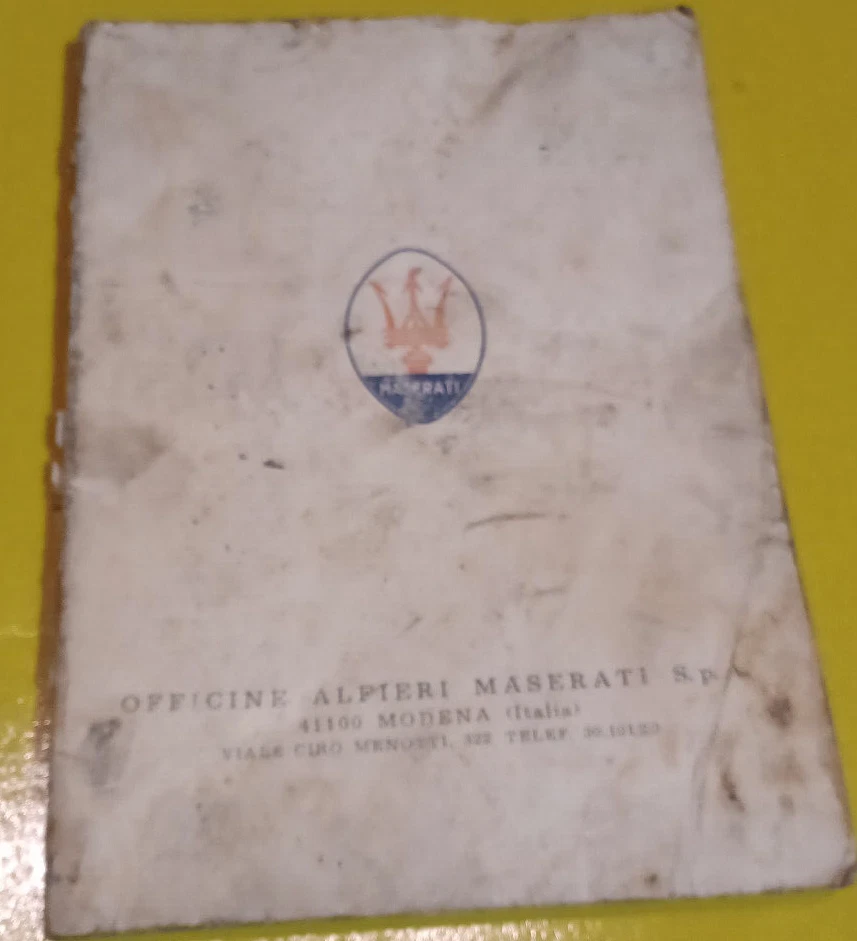 MASERATI
OFFICINE ALFIERI MASERATI S.p.
41100 MODENA (Italia)
VIALE CIRO MENOTTI, 322 TELEF.